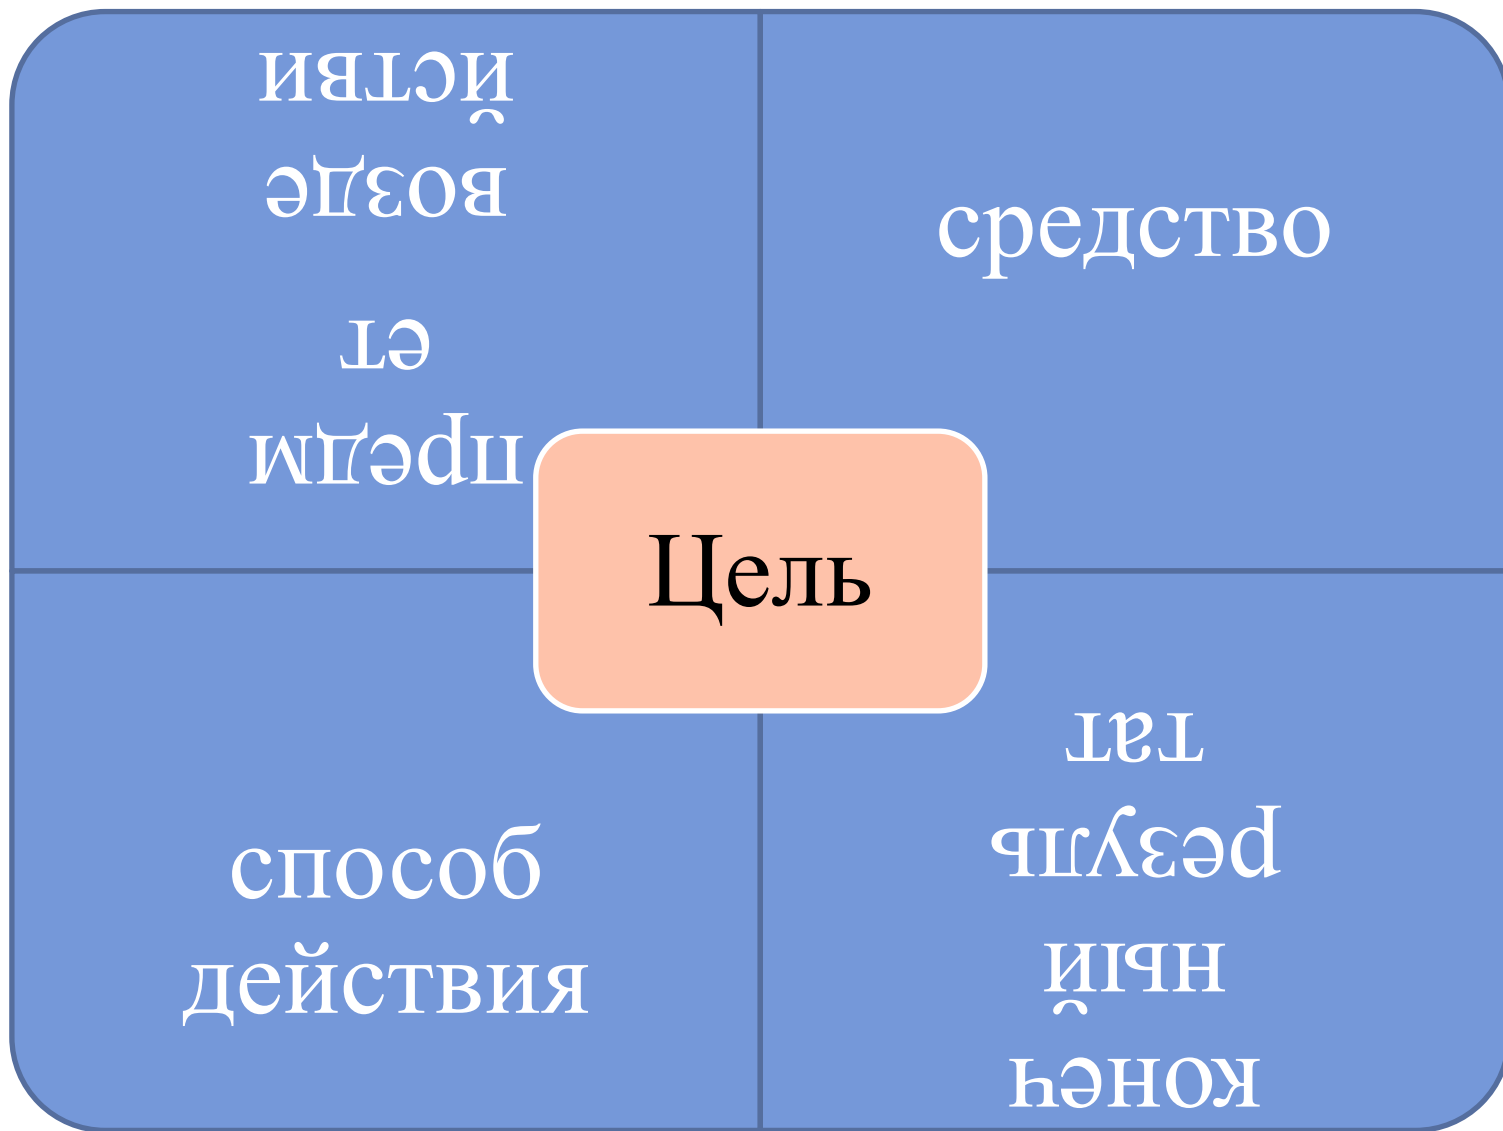 предм
ет
возде
йстви
средство
Цель
способ
действия
конеч
ный
резуль
тат